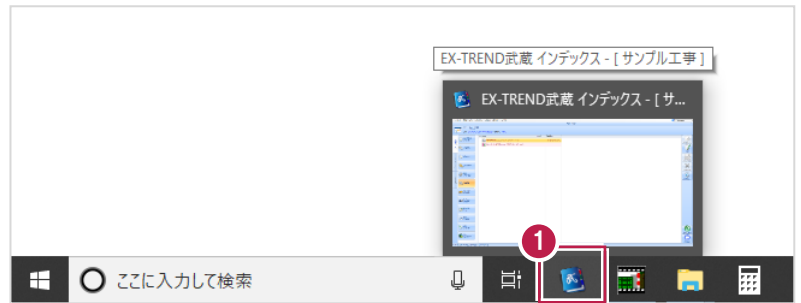 EX-TREND武蔵 インデックス - [ サンプル工事 ]
EX-TREND武蔵 インデックス - [ サ...
1
ここに入力して検索